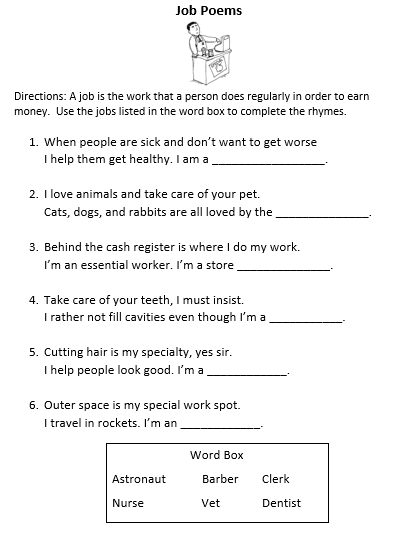 Job Poems
Directions: A job is the work that a person does regularly in order to earn
money. Use the jobs listed in the word box to complete the rhymes.
1. When people are sick and don't want to get worse
I help them get healthy. I am a __________________.
2. I love animals and take care of your pet.
Cats, dogs, and rabbits are all loved by the _______________.
3. Behind the cash register is where I do my work.
I'm an essential worker. I'm a store _______________.
4. Take care of your teeth, I must insist.
I rather not fill cavities even though I'm a ____________.
5. Cutting hair is my specialty, yes sir.
I help people look good. I'm a _____________.
6. Outer space is my special work spot.
I travel in rockets. I'm an _____________.
Word Box
Astronaut Barber Clerk
Nurse Vet Dentist